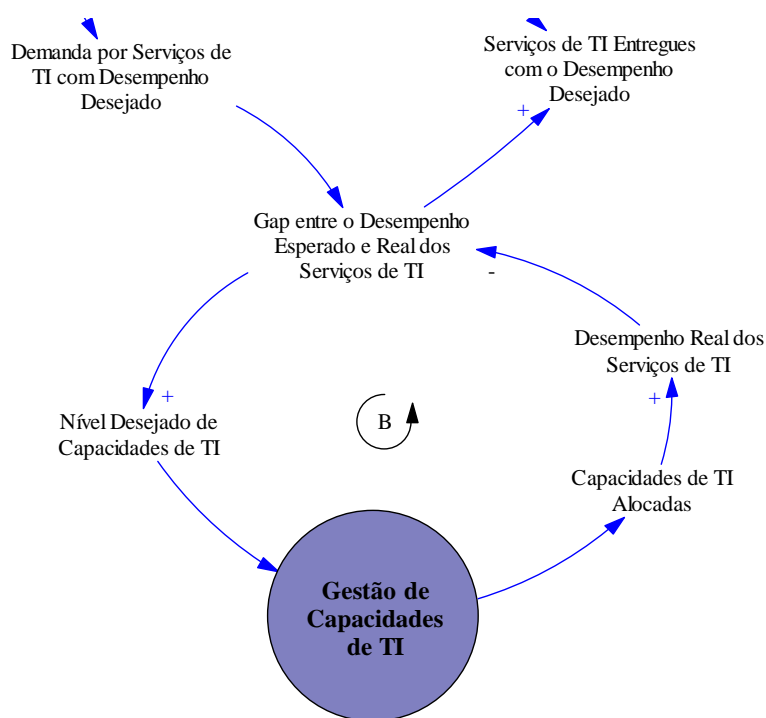 Demanda por Serviços de
TI com Desempenho
Desejado
Serviços de TI Entregues
com o Desempenho
Desejado
+
Gap entre o Desempenho
Esperado e Real dos
Serviços de TI
-
Desempenho Real dos
Serviços de TI
+
+
Nível Desejado de
Capacidades de TI
B
Capacidades de TI
Alocadas
Gestão de
Capacidades
de TI